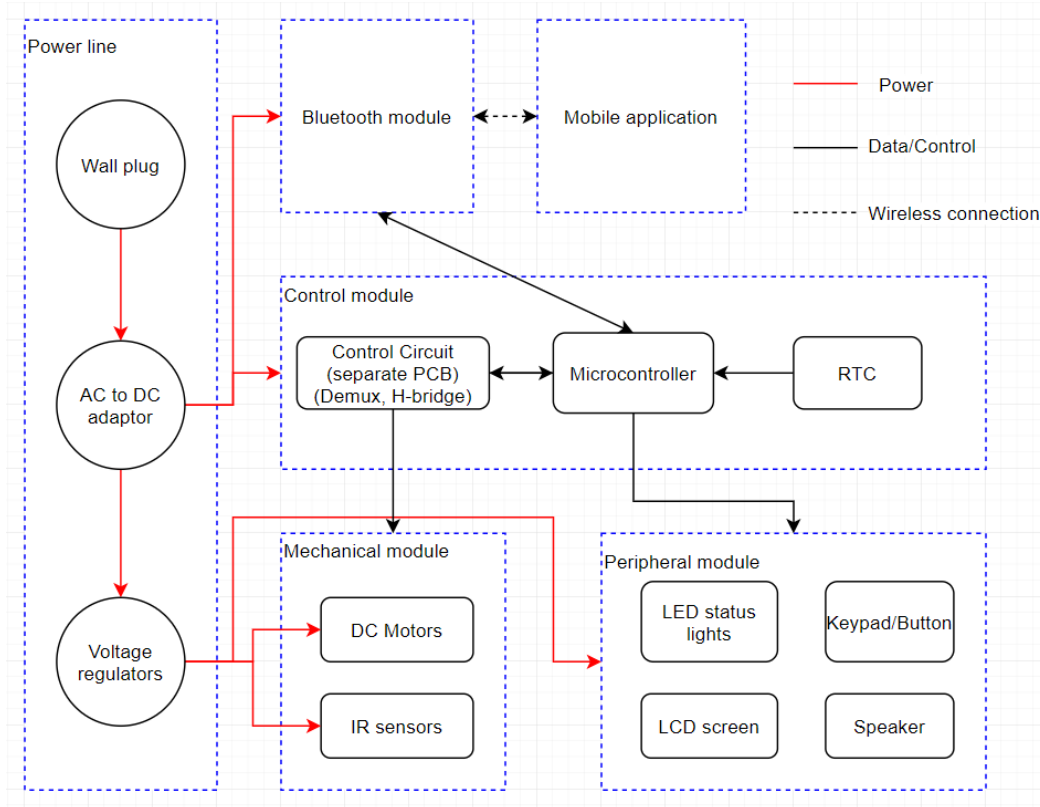 Power line
Wall plug
AC to DC
adaptor
Voltage
regulators
Bluetooth module
Mobile application
Power
Data/Control
Wireless connection
Control module
Control Circuit
(separate PCB)
(Demux, H-bridge)
Microcontroller
RTC
Mechanical module
DC Motors
IR sensors
Peripheral module
LED status
lights
Keypad/Button
LCD screen
Speaker